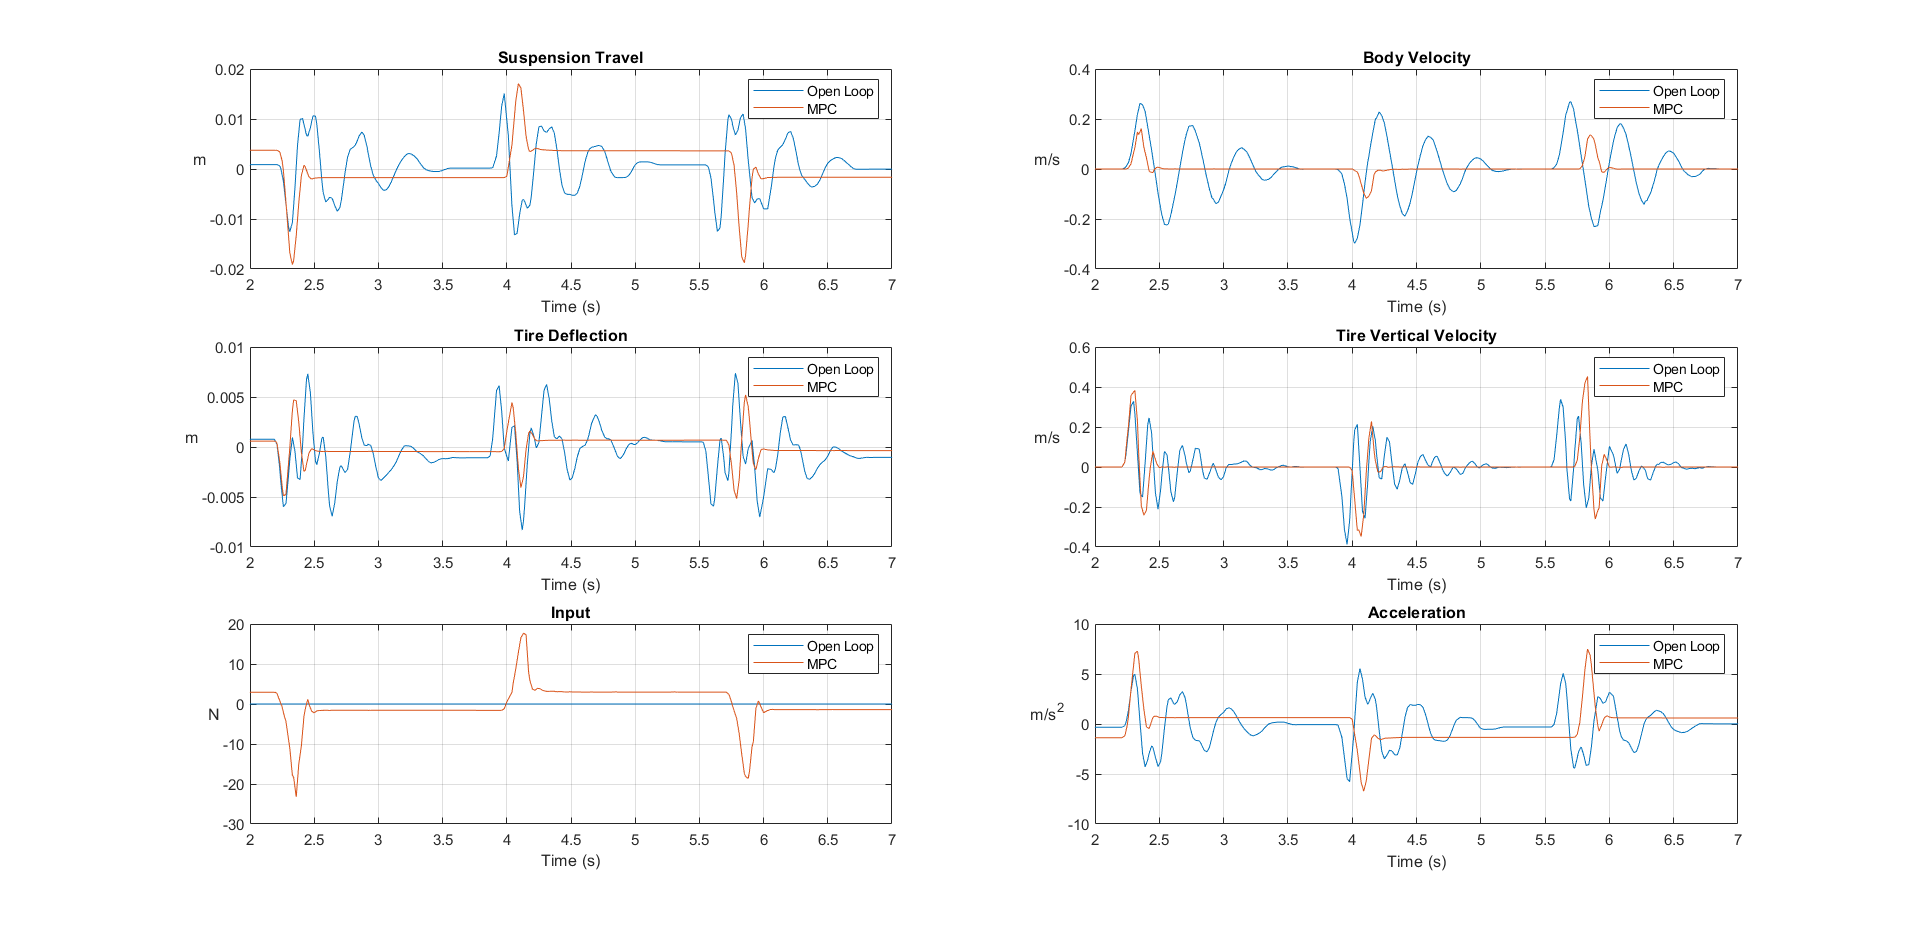 Suspension Travel
0.02
0.01
0
-0.01
-0.02
m
Open Loop
MPC
2 2.5 3 3.5 4 4.5 5 5.5 6 6.5 7
Time (s)
Body Velocity
0.4
0.2
0
-0.2
-0.4
m/s
Open Loop
MPC
2 2.5 3 3.5 4 4.5 5 5.5 6 6.5 7
Time (s)
Tire Deflection
0.01
0.005
0
-0.005
-0.01
m
Open Loop
MPC
2 2.5 3 3.5 4 4.5 5 5.5 6 6.5 7
Time (s)
Tire Vertical Velocity
0.6
0.4
0.2
0
-0.2
-0.4
m/s
Open Loop
MPC
2 2.5 3 3.5 4 4.5 5 5.5 6 6.5 7
Time (s)
Input
20
10
0
-10
-20
-30
N
Open Loop
MPC
2 2.5 3 3.5 4 4.5 5 5.5 6 6.5 7
Time (s)
Acceleration
10
5
0
-5
-10
m/s²
Open Loop
MPC
2 2.5 3 3.5 4 4.5 5 5.5 6 6.5 7
Time (s)